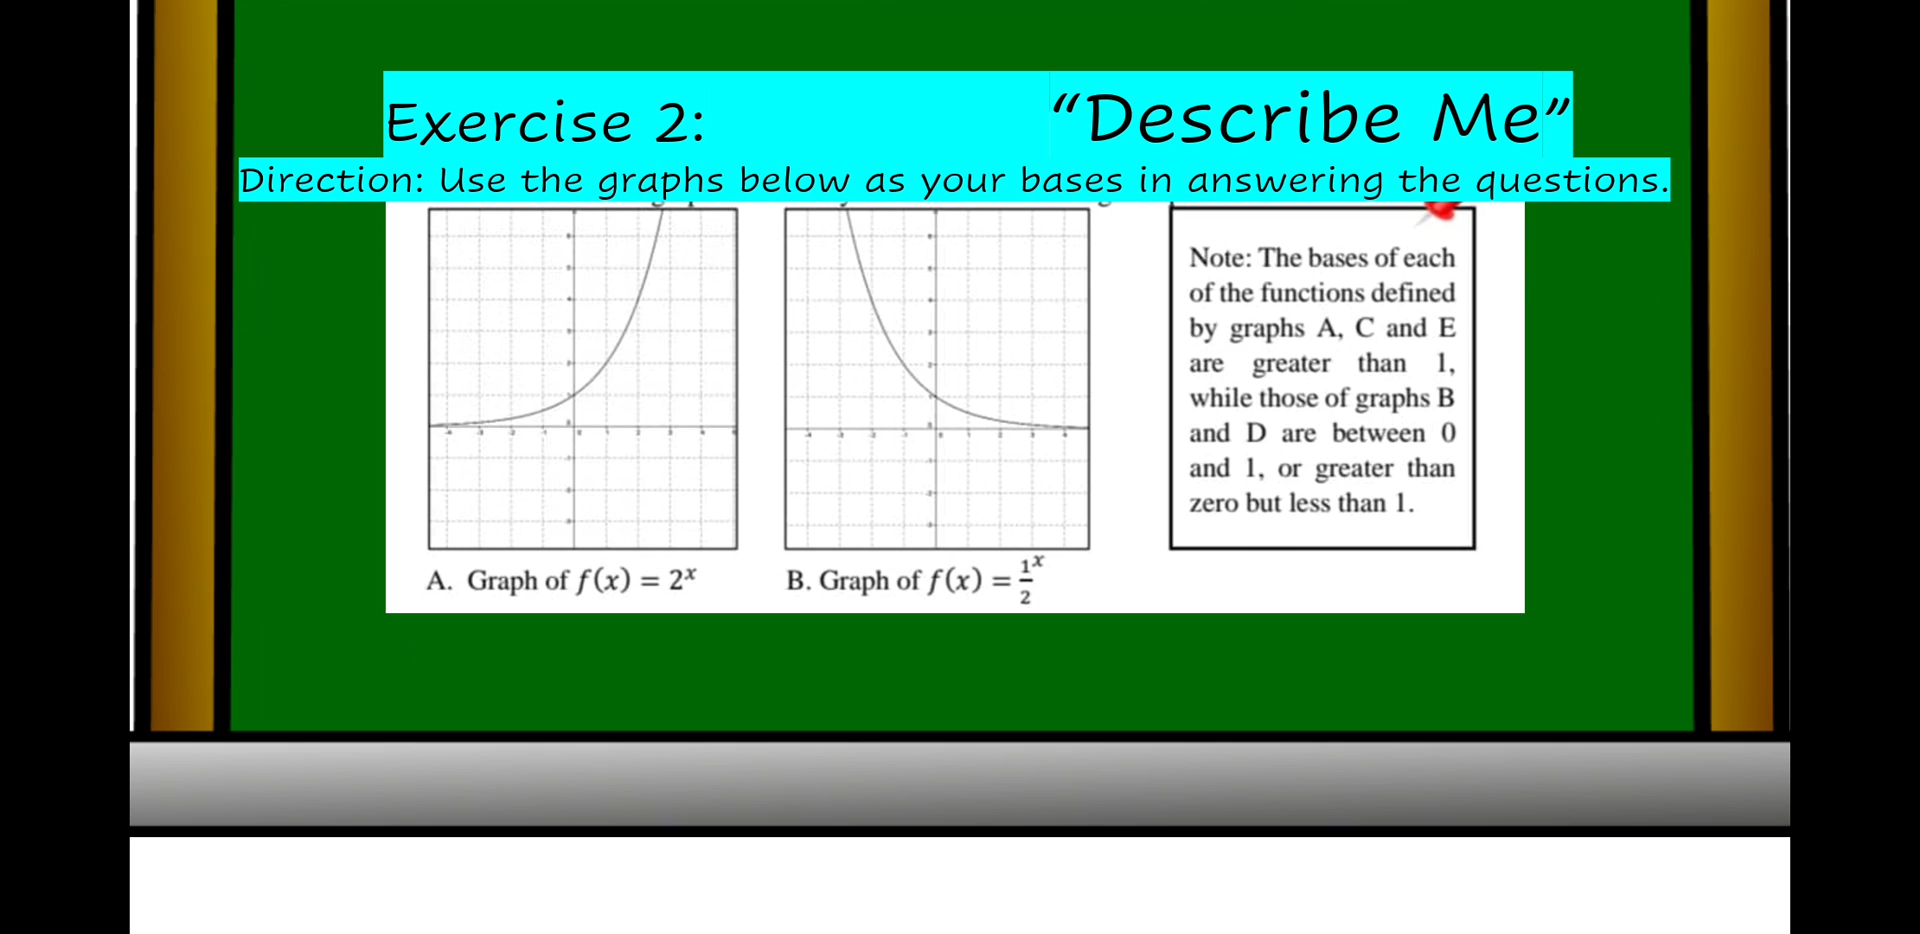 Exercise 2: “Describe Me”
Direction: Use the graphs below as your bases in answering the questions.
Note: The bases of each
of the functions defined
by graphs A, C and E
are greater than 1,
while those of graphs B
and D are between 0
and 1, or greater than
zero but less than 1.
A. Graph of f(x) = 2ˣ
B. Graph of f(x) = 1/2ˣ